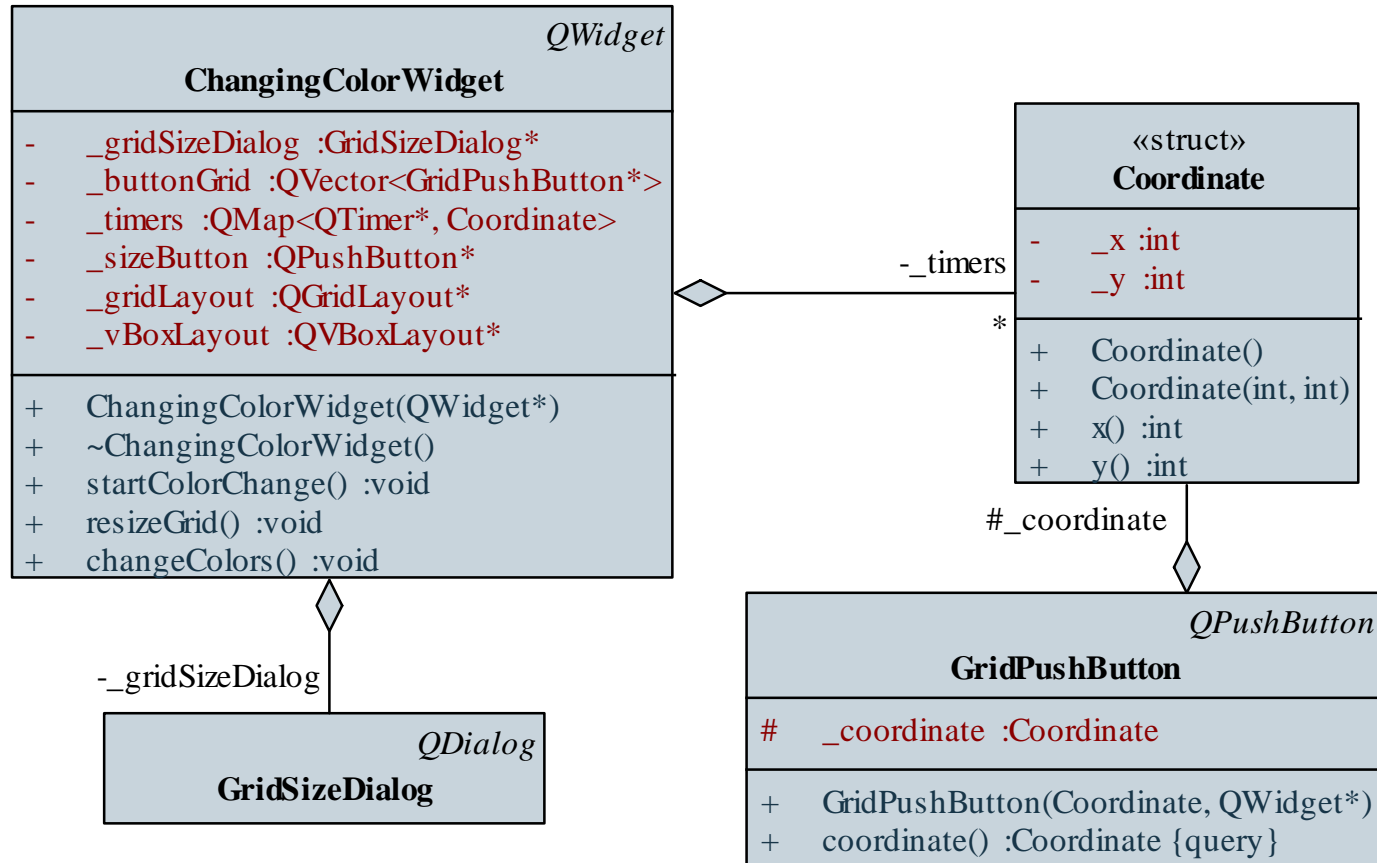 QWidget
ChangingColorWidget
- _gridSizeDialog :GridSizeDialog*
- _buttonGrid :QVector<GridPushButton*>
- _timers :QMap<QTimer*, Coordinate>
- _sizeButton :QPushButton*
- _gridLayout :QGridLayout*
- _vBoxLayout :QVBoxLayout*
+ ChangingColorWidget(QWidget*)
+ ~ChangingColorWidget()
+ startColorChange() :void
+ resizeGrid() :void
+ changeColors() :void
-_timers
*
«struct»
Coordinate
- _x :int
- _y :int
+ Coordinate()
+ Coordinate(int, int)
+ x() :int
+ y() :int
#_coordinate
-_gridSizeDialog
QDialog
GridSizeDialog
QPushButton
GridPushButton
# _coordinate :Coordinate
+ GridPushButton(Coordinate, QWidget*)
+ coordinate() :Coordinate {query}